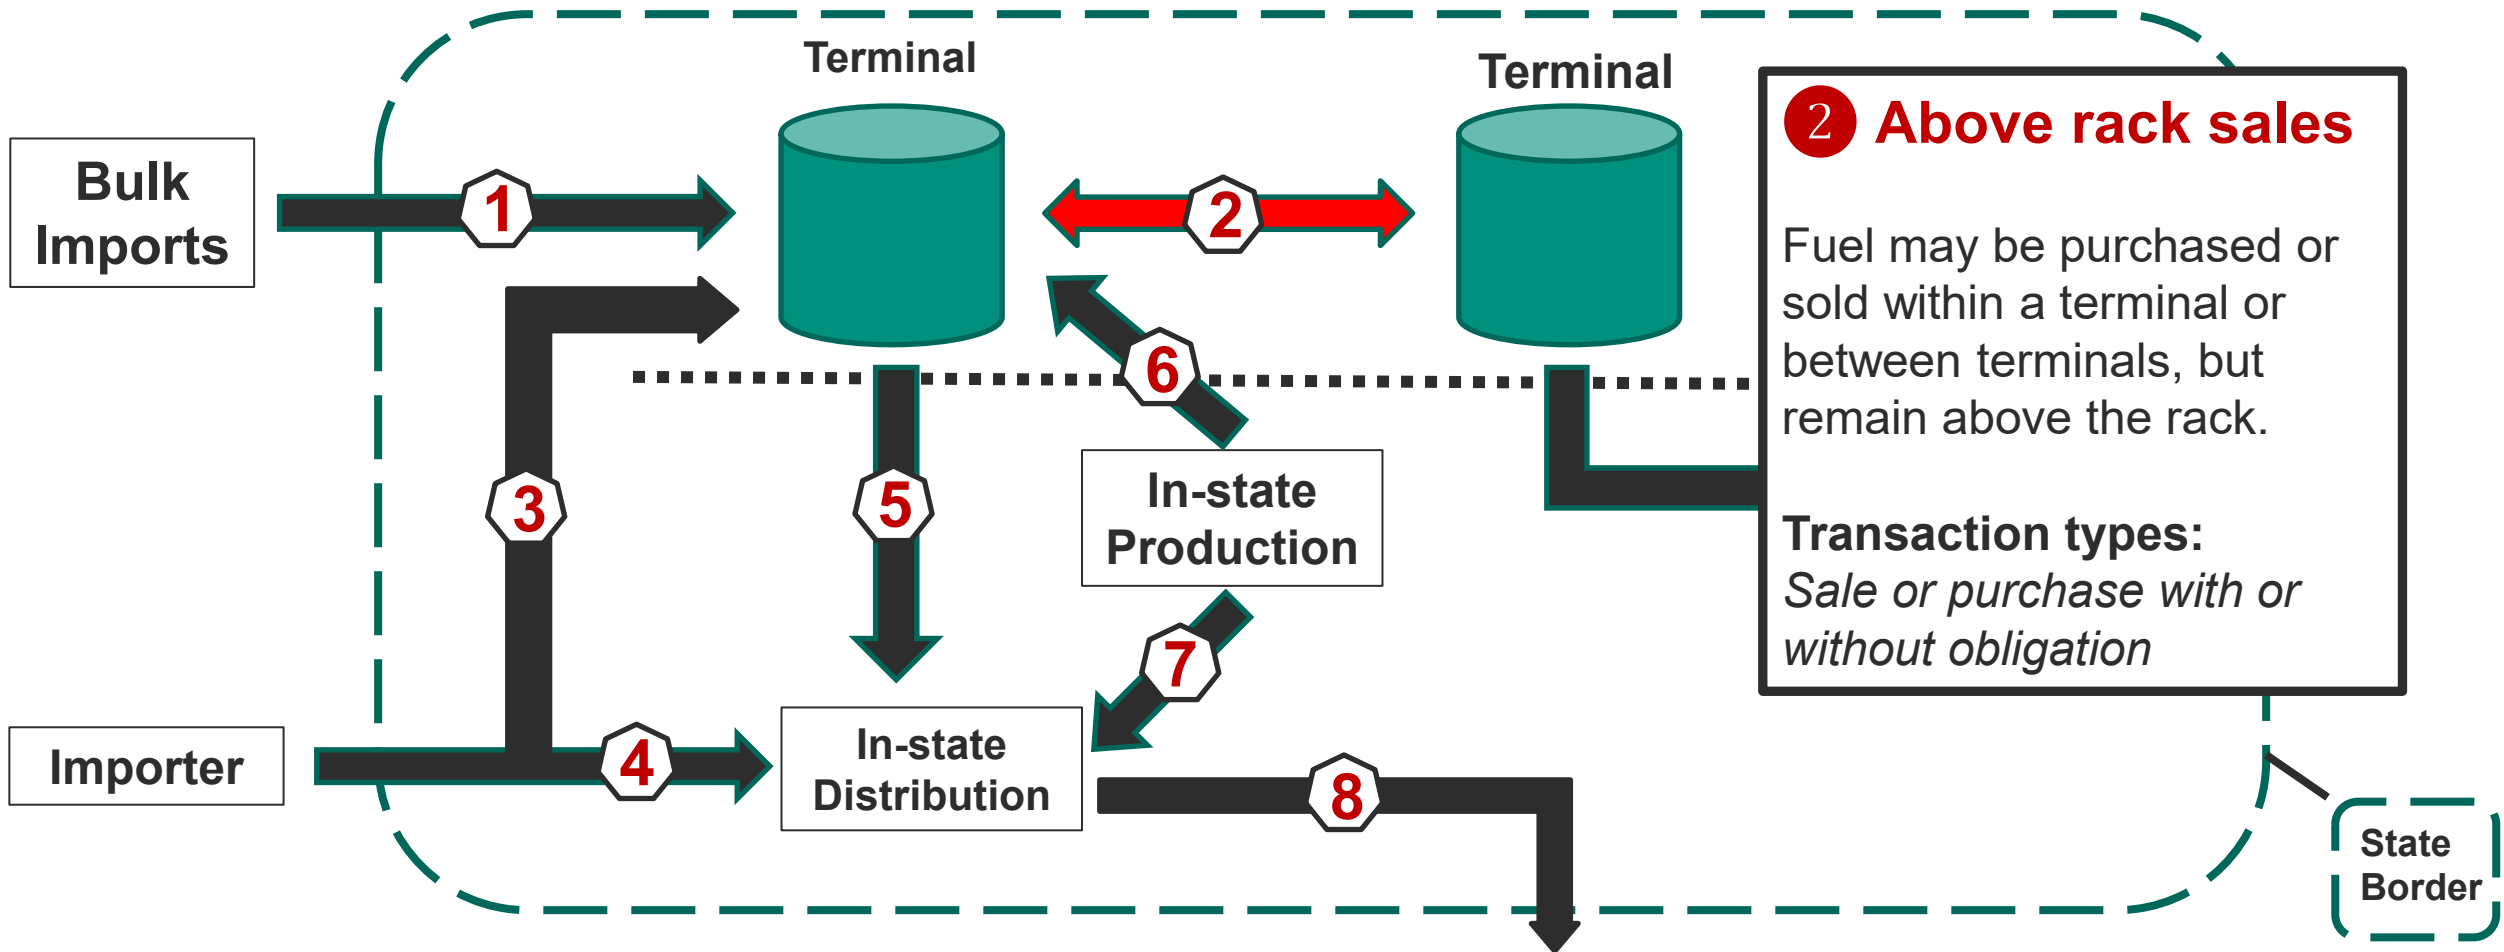 Terminal
Terminal
Bulk
Imports
1
2
❷ Above rack sales
Fuel may be purchased or
sold within a terminal or
between terminals, but
remain above the rack.
Transaction types:
Sale or purchase with or
without obligation
6
3
5
In-state
Production
7
Importer
4
In-state
Distribution
8
State
Border